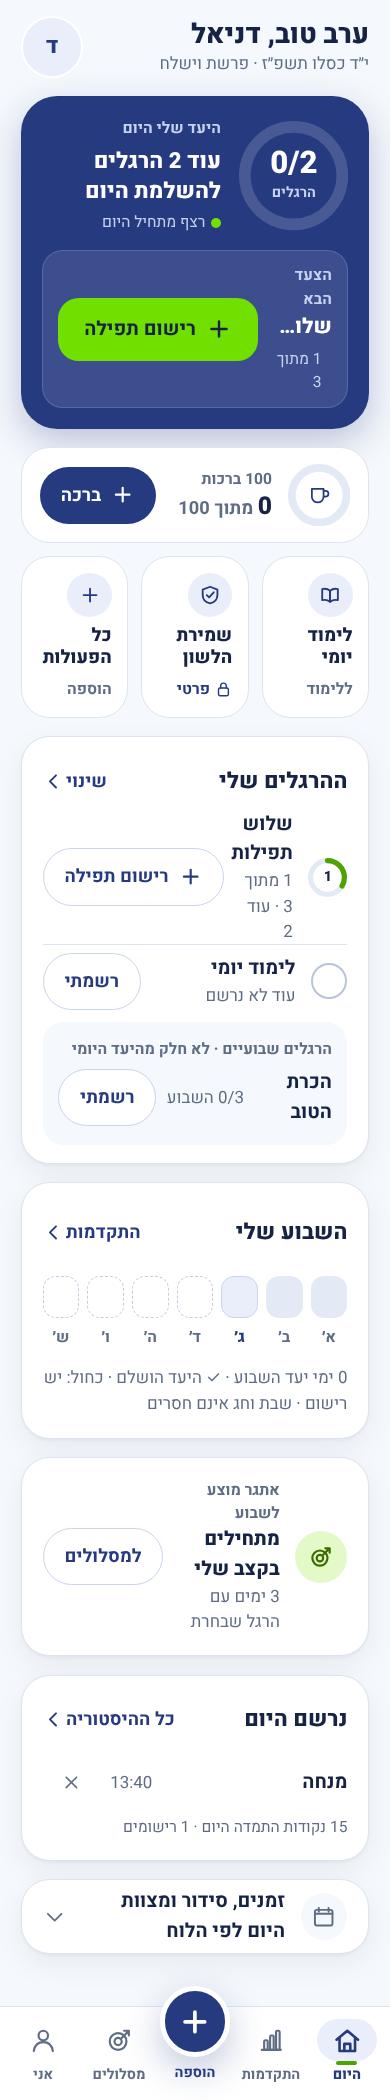 ערב טוב, דניאל
ד
י״ד כסלו תשפ״ז · פרשת וישלח
היעד שלי היום
0/2
הרגלים
עוד 2 הרגלים
להשלמת היום
רצף מתחיל היום
הצעד
הבא
שלו...
1 מתוך
3
רישום תפילה
100 ברכות
0 מתוך 100
ברכה
לימוד
יומי
ללימוד
שמירת
הלשון
פרטי
כל
הפעולות
הוספה
ההרגלים שלי
שינוי
1
שלוש
תפילות
1 מתוך
3 · עוד
2
רישום תפילה
לימוד יומי
עוד לא נרשם
רשמתי
הרגלים שבועיים · לא חלק מהיעד היומי
הכרת
הטוב
0/3 השבוע
רשמתי
השבוע שלי
התקדמות
א׳ ב׳ ג׳ ד׳ ה׳ ו׳ ש׳
0 ימי יעד השבוע · ✓ היעד הושלם · כחול: יש
רישום · שבת וחג אינם חסרים
אתגר מוצע
לשבוע
מתחילים
בקצב שלי
3 ימים עם
הרגל שבחרת
למסלולים
נרשם היום
כל ההיסטוריה
מנחה
13:40
15 נקודות התמדה היום · 1 רישומים
זמנים, סידור ומצוות
היום לפי הלוח
היום
התקדמות
הוספה
מסלולים
אני